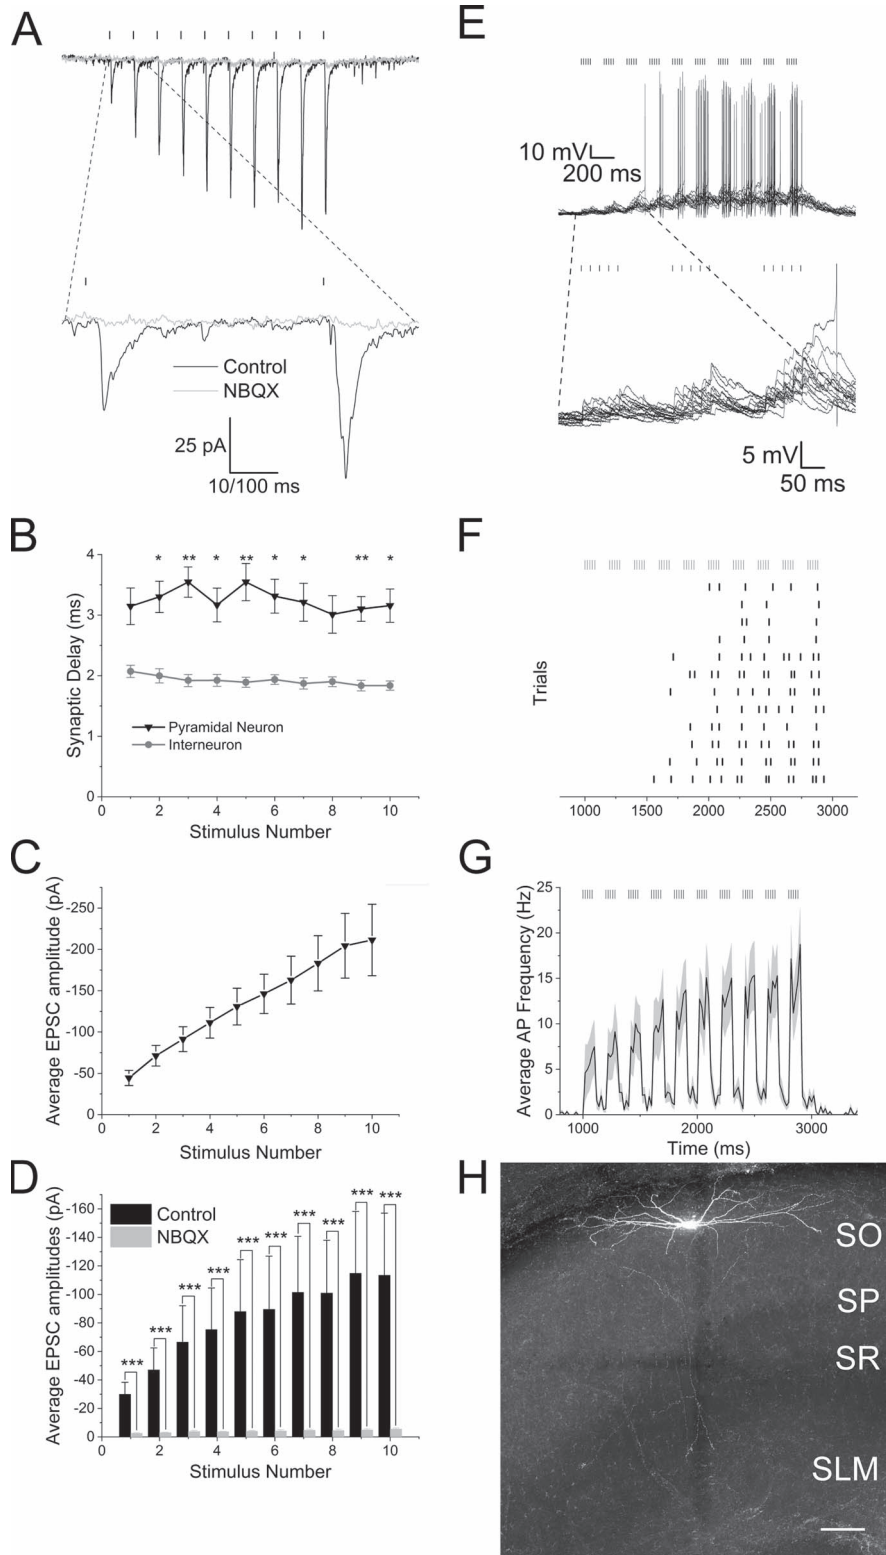 A
Control
NBQX
25 pA
10/100 ms
B
* ** * ** * * ** *
4
3
2
1
0
Synaptic Delay (ms)
Pyramidal Neuron
Interneuron
0 2 4 6 8 10
Stimulus Number
C
-250
-200
-150
-100
-50
0
Average EPSC amplitude (pA)
0 2 4 6 8 10
Stimulus Number
D
-160
-140
-120
-100
-80
-60
-40
-20
0
Average EPSC amplitudes (pA)
Control
NBQX
*** *** *** *** *** *** *** *** *** ***
0 2 4 6 8 10
Stimulus Number
E
10 mV
200 ms
5 mV
50 ms
F
Trials
1000 1500 2000 2500 3000
G
25
20
15
10
5
0
Average AP Frequency (Hz)
1000 2000 3000
Time (ms)
H
SO
SP
SR
SLM